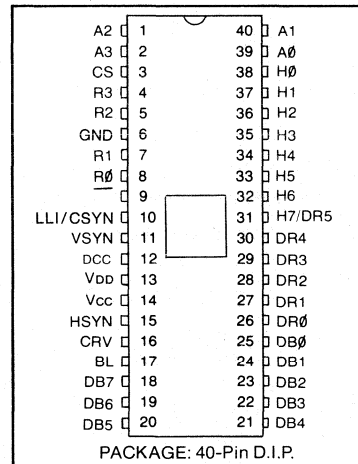 A2 1 40 A1
A3 2 39 AØ
CS 3 38 HØ
R3 4 37 H1
R2 5 36 H2
GND 6 35 H3
R1 7 34 H4
RØ 8 33 H5
9 32 H6
LLI/CSYN 10 31 H7/DR5
VSYN 11 30 DR4
DCC 12 29 DR3
VDD 13 28 DR2
Vcc 14 27 DR1
HSYN 15 26 DRØ
CRV 16 25 DBØ
BL 17 24 DB1
DB7 18 23 DB2
DB6 19 22 DB3
DB5 20 21 DB4
PACKAGE: 40-Pin D.I.P.